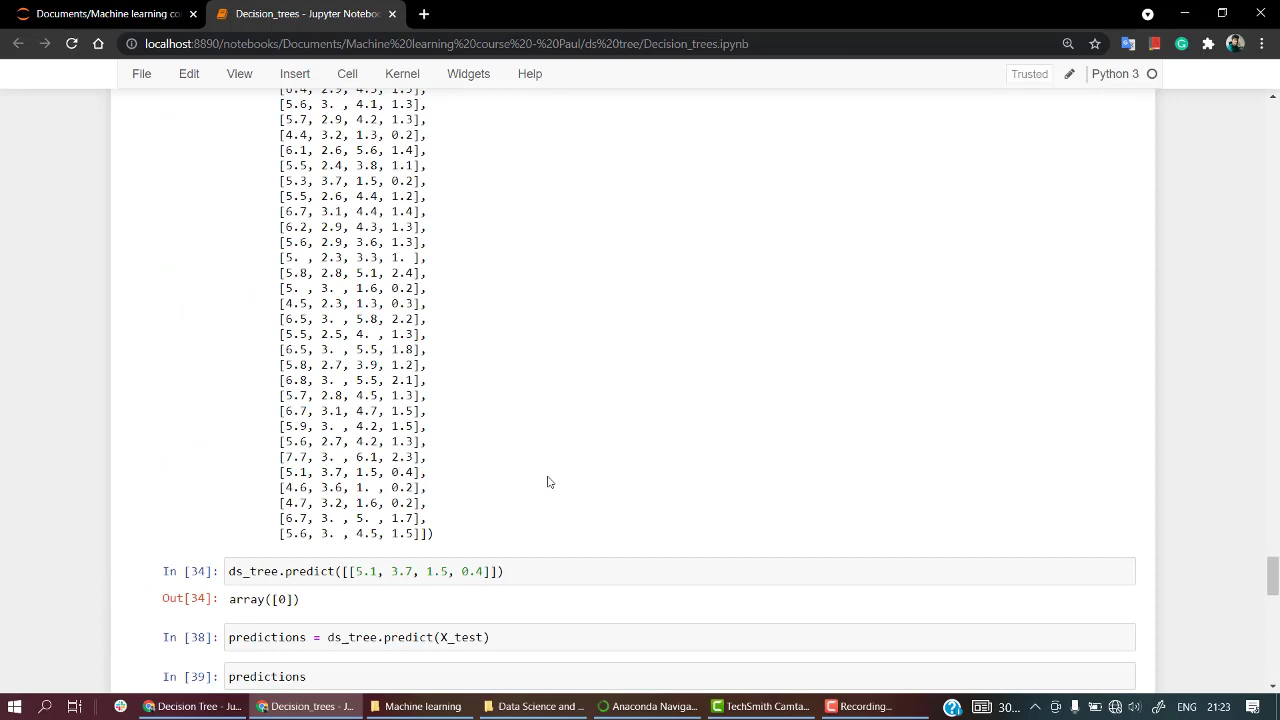 Documents/Machine learning co
Decision_trees - Jupyter Noteboo
localhost:8890/notebooks/Documents/Machine%20learning%20course%20-%20Paul/ds%20tree/Decision_trees.ipynb
File Edit View Insert Cell Kernel Widgets Help
Trusted
Python 3
[6.4, 2.9, 4.3, 1.3],
[5.6, 3. , 4.1, 1.3],
[5.7, 2.9, 4.2, 1.3],
[4.4, 3.2, 1.3, 0.2],
[6.1, 2.6, 5.6, 1.4],
[5.5, 2.4, 3.8, 1.1],
[5.3, 3.7, 1.5, 0.2],
[5.5, 2.6, 4.4, 1.2],
[6.7, 3.1, 4.4, 1.4],
[6.2, 2.9, 4.3, 1.3],
[5.6, 2.9, 3.6, 1.3],
[5. , 2.3, 3.3, 1. ],
[5.8, 2.8, 5.1, 2.4],
[5. , 3. , 1.6, 0.2],
[4.5, 2.3, 1.3, 0.3],
[6.5, 3. , 5.8, 2.2],
[5.5, 2.5, 4. , 1.3],
[6.5, 3. , 5.5, 1.8],
[5.8, 2.7, 3.9, 1.2],
[6.8, 3. , 5.5, 2.1],
[5.7, 2.8, 4.5, 1.3],
[6.7, 3.1, 4.7, 1.5],
[5.9, 3. , 4.2, 1.5],
[5.6, 2.7, 4.2, 1.3],
[7.7, 3. , 6.1, 2.3],
[5.1, 3.7, 1.5, 0.4],
[4.6, 3.6, 1. , 0.2],
[4.7, 3.2, 1.6, 0.2],
[6.7, 3. , 5. , 1.7],
[5.6, 3. , 4.5, 1.5]])
In [34]: ds_tree.predict([[5.1, 3.7, 1.5, 0.4]])
Out[34]: array([0])
In [38]: predictions = ds_tree.predict(X_test)
In [39]: predictions
Decision Tree - Ju...
Decision_trees - J...
Machine learning
Data Science and ...
Anaconda Naviga...
TechSmith Camta...
Recording...
30...
ENG
21:23